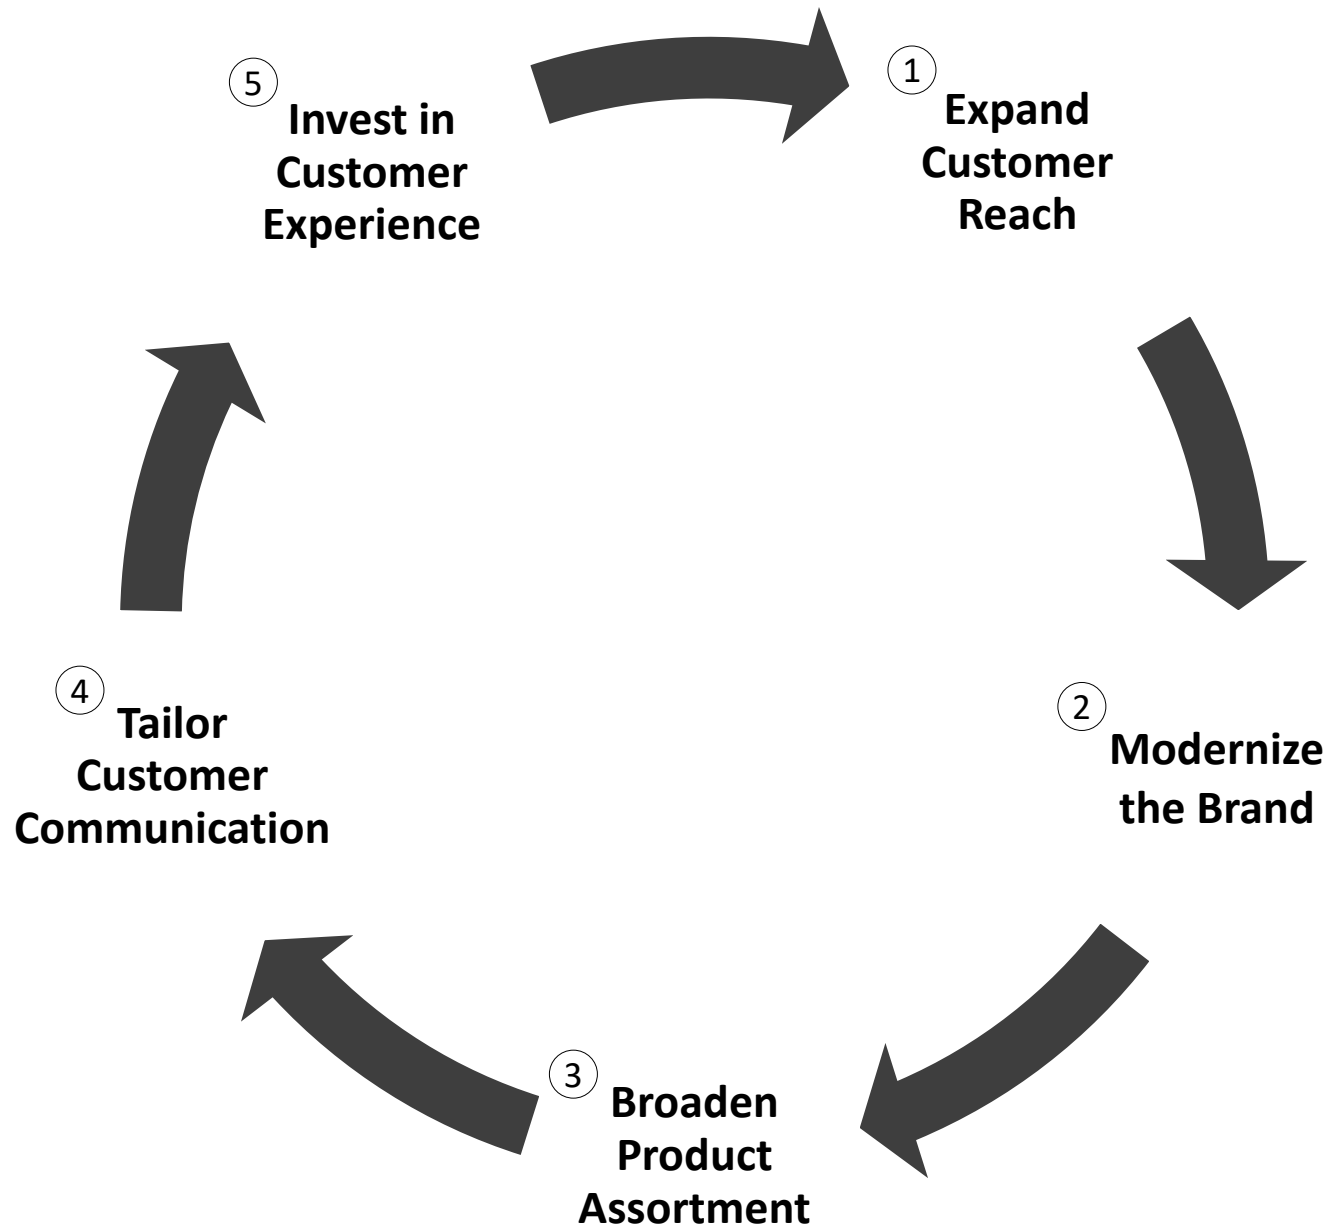 1
Expand
Customer
Reach
2
Modernize
the Brand
3
Broaden
Product
Assortment
4
Tailor
Customer
Communication
5
Invest in
Customer
Experience